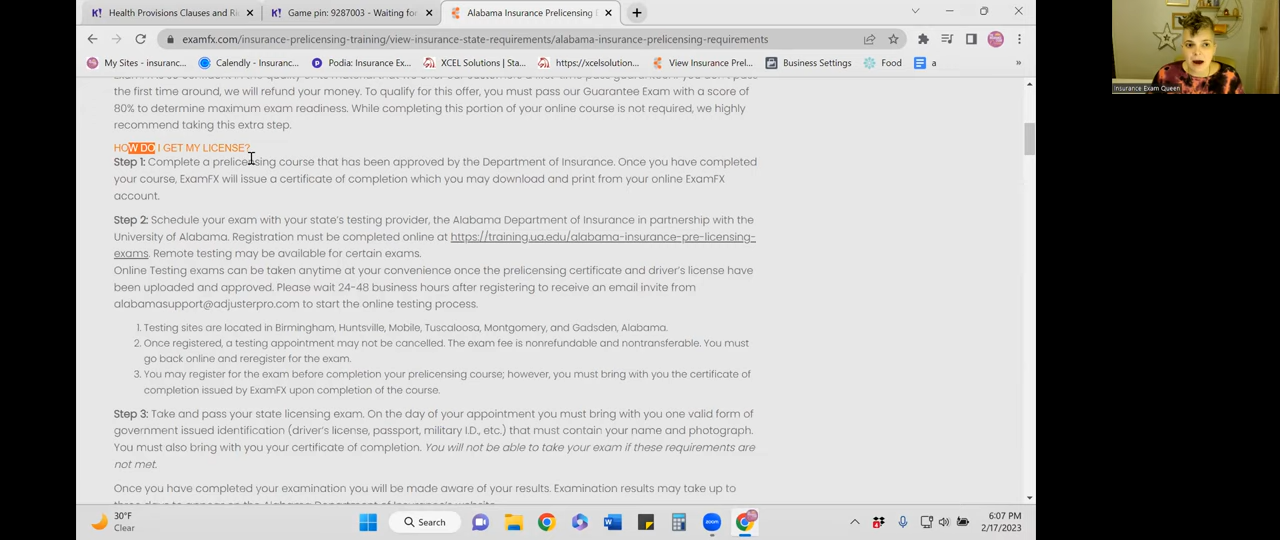 Health Provisions Clauses and Ri
Game pin: 9287003 - Waiting for
Alabama Insurance Prelicensing E
examfx.com/insurance-prelicensing-training/view-insurance-state-requirements/alabama-insurance-prelicensing-requirements
My Sites - insuranc...
Calendly - Insuranc...
Podia: Insurance Ex...
XCEL Solutions | Sta...
https://xcelsolution...
View Insurance Prel...
Business Settings
Food
a
»
the first time around, we will refund your money. To qualify for this offer, you must pass our Guarantee Exam with a score of
80% to determine maximum exam readiness. While completing this portion of your online course is not required, we highly
recommend taking this extra step.
HOW DO I GET MY LICENSE?
Step 1: Complete a prelicensing course that has been approved by the Department of Insurance. Once you have completed
your course, ExamFX will issue a certificate of completion which you may download and print from your online ExamFX
account.
Step 2: Schedule your exam with your state's testing provider, the Alabama Department of Insurance in partnership with the
University of Alabama. Registration must be completed online at https://training.ua.edu/alabama-insurance-pre-licensing-
exams. Remote testing may be available for certain exams.
Online Testing exams can be taken anytime at your convenience once the prelicensing certificate and driver's license have
been uploaded and approved. Please wait 24-48 business hours after registering to receive an email invite from
alabamasupport@adjusterpro.com to start the online testing process.
1. Testing sites are located in Birmingham, Huntsville, Mobile, Tuscaloosa, Montgomery, and Gadsden, Alabama.
2. Once registered, a testing appointment may not be cancelled. The exam fee is nonrefundable and nontransferable. You must
go back online and reregister for the exam.
3. You may register for the exam before completion your prelicensing course; however, you must bring with you the certificate of
completion issued by ExamFX upon completion of the course.
Step 3: Take and pass your state licensing exam. On the day of your appointment you must bring with you one valid form of
government issued identification (driver's license, passport, military I.D., etc.) that must contain your name and photograph.
You must also bring with you your certificate of completion. You will not be able to take your exam if these requirements are
not met.
Once you have completed your examination you will be made aware of your results. Examination results may take up to
Insurance Exam Queen
30°F
Clear
Search
6:07 PM
2/17/2023